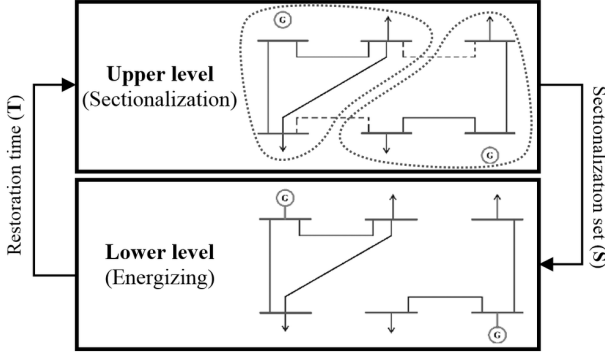 Restoration time (T)
Upper level
(Sectionalization)
G
G
Sectionalization set (S)
Lower level
(Energizing)
G
G